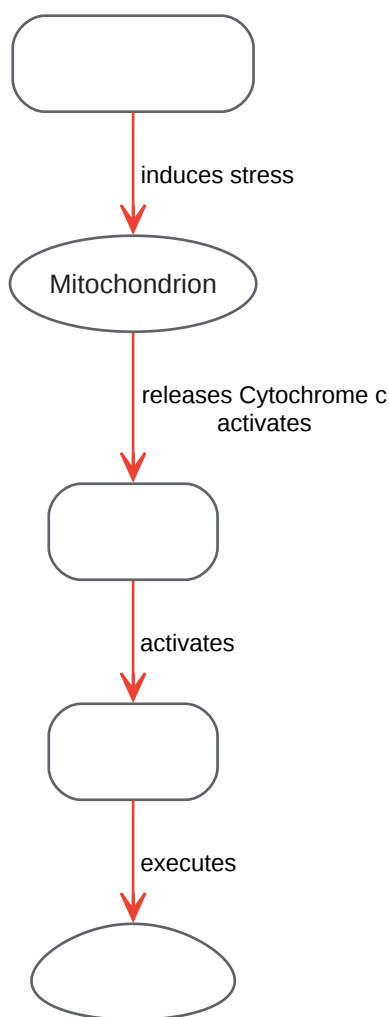 induces stress
Mitochondrion
releases Cytochrome c
activates
activates
executes